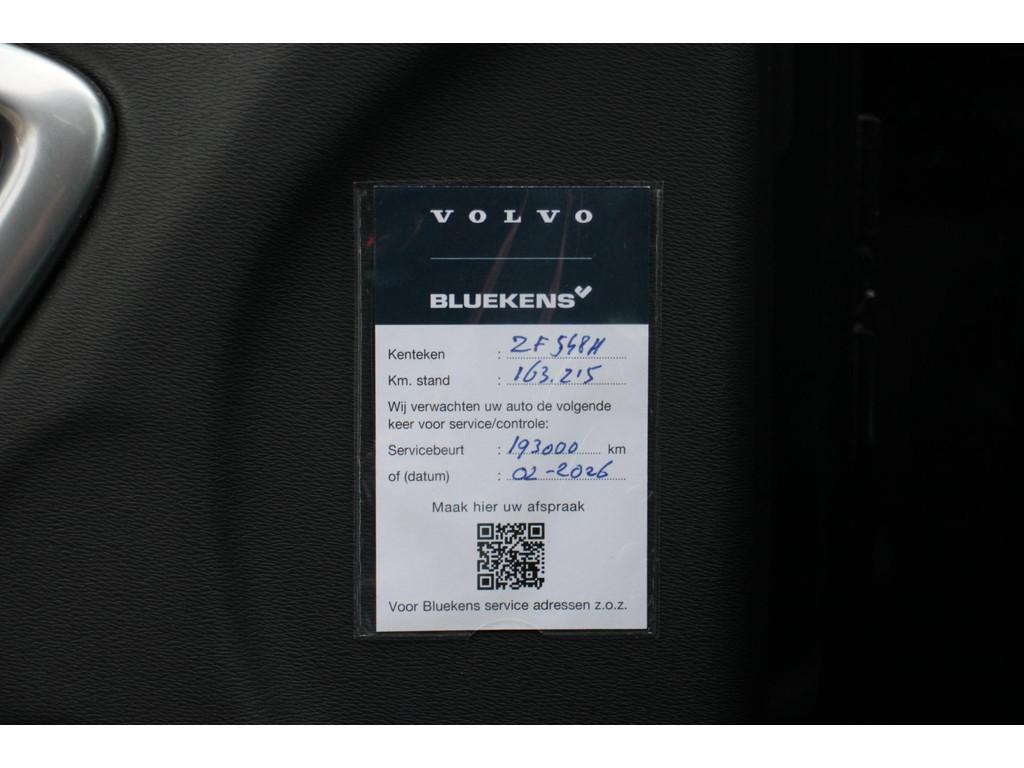 VOLVO
BLUEKENS
Kenteken : ZF548H
Km. stand : 163.215
Wij verwachten uw auto de volgende
keer voor service/controle:
Servicebeurt : 193000 km
of (datum) : 02-2026
Maak hier uw afspraak
Voor Bluekens service adressen z.o.z.